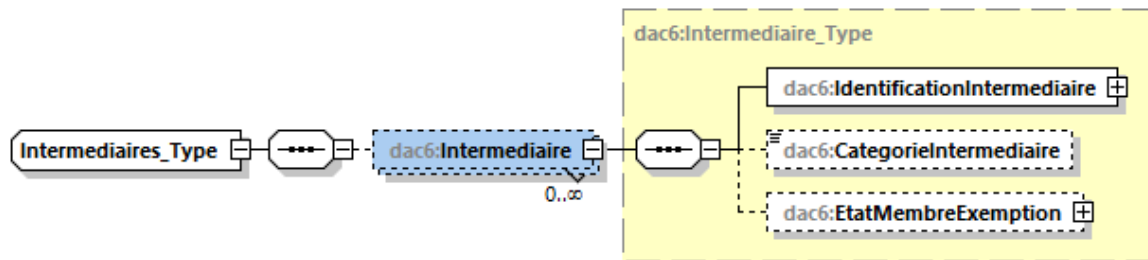 dac6:Intermediaire_Type
dac6:IdentificationIntermediaire
Intermediaires_Type
dac6:Intermediaire
dac6:CategorieIntermediaire
0..∞
dac6:EtatMembreExemption